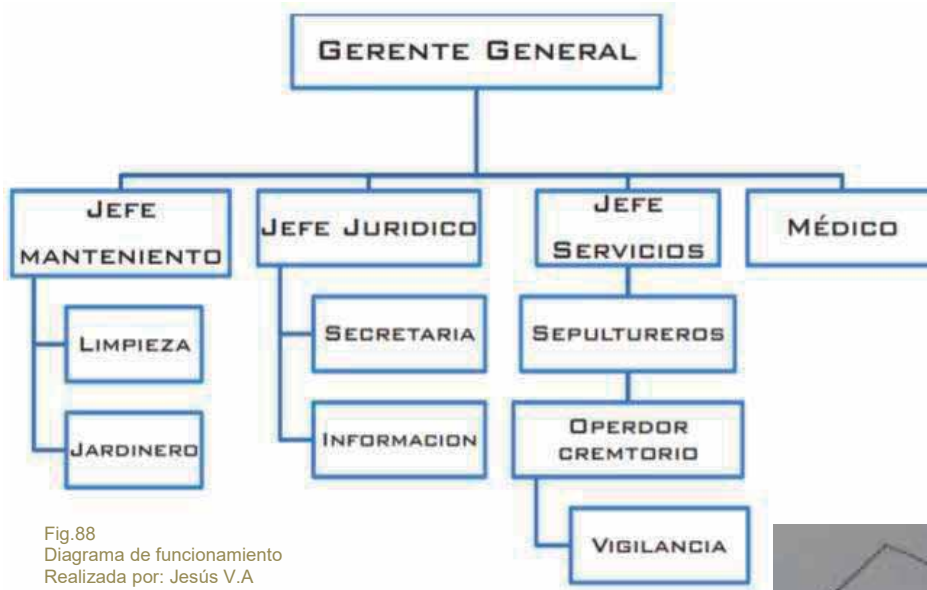 GERENTE GENERAL
JEFE
MANTENIENTO
JEFE JURIDICO
JEFE
SERVICIOS
MÉDICO
LIMPIEZA
SECRETARIA
SEPULTUREROS
JARDINERO
INFORMACION
OPERDOR
CREMTORIO
VIGILANCIA
Fig.88
Diagrama de funcionamiento
Realizada por: Jesús V.A